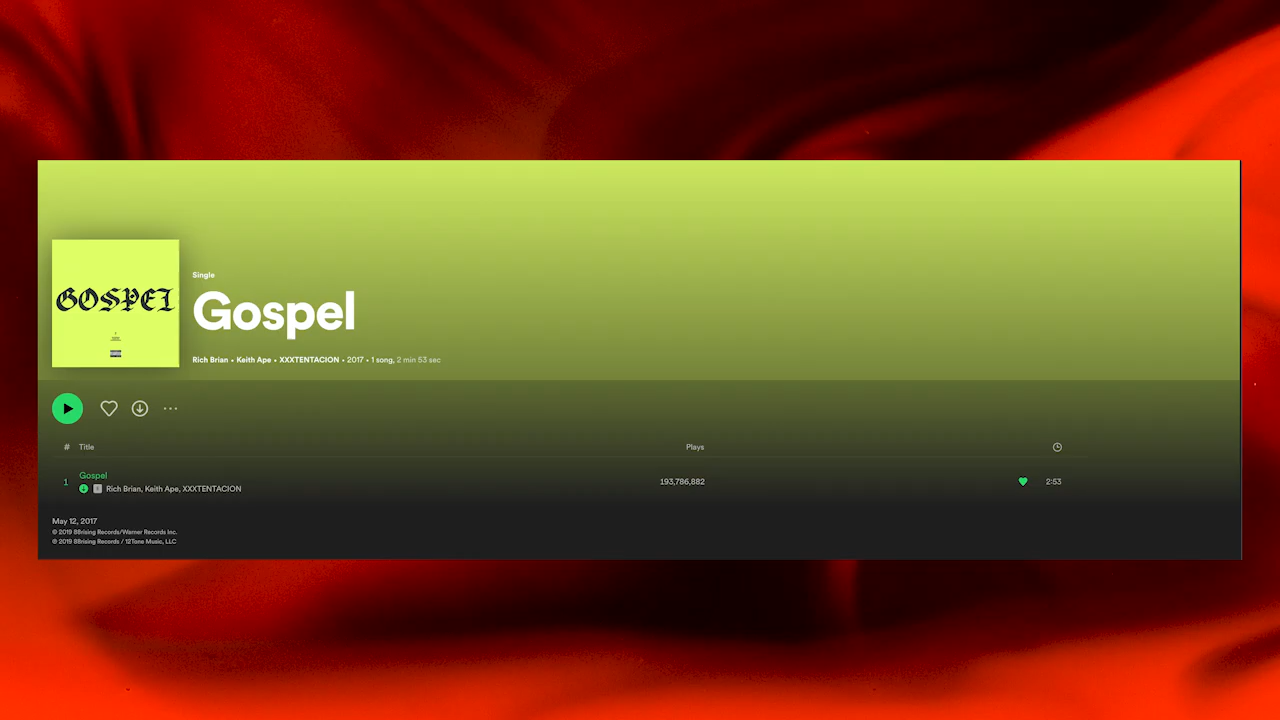 GOSPEL
Single
Gospel
Rich Brian • Keith Ape • XXXTENTACION • 2017 • 1 song, 2 min 53 sec
# Title Plays
1 Gospel 193,786,882 2:53
E Rich Brian, Keith Ape, XXXTENTACION
May 12, 2017
© 2019 88rising Records/Warner Records Inc.
℗ 2019 88rising Records / 12Tone Music, LLC